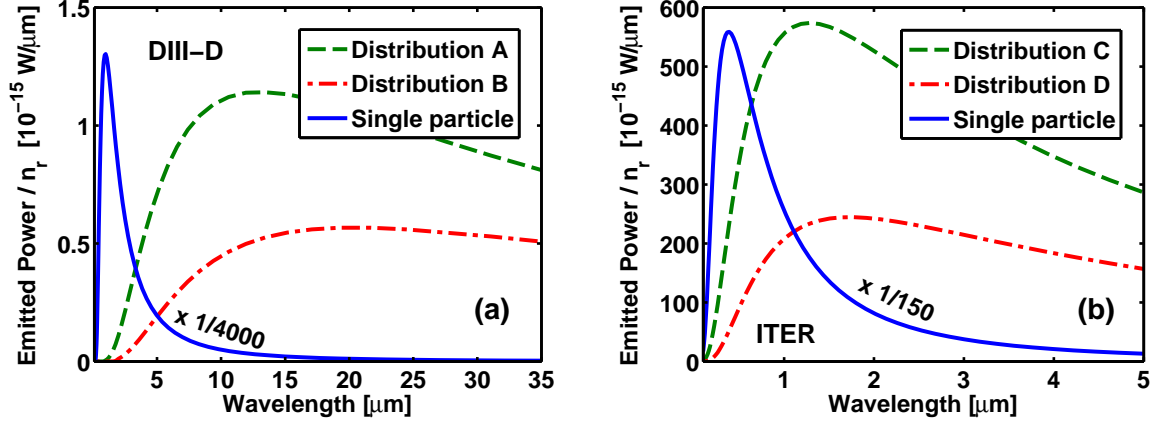 Emitted Power / n_r [10⁻¹⁵ W/μm]
1.5
1
0.5
0
DIII−D
Distribution A
Distribution B
Single particle
x 1/4000
(a)
5 10 15 20 25 30 35
Wavelength [μm]
Emitted Power / n_r [10⁻¹⁵ W/μm]
600
500
400
300
200
100
0
Distribution C
Distribution D
Single particle
x 1/150
ITER
(b)
1 2 3 4 5
Wavelength [μm]